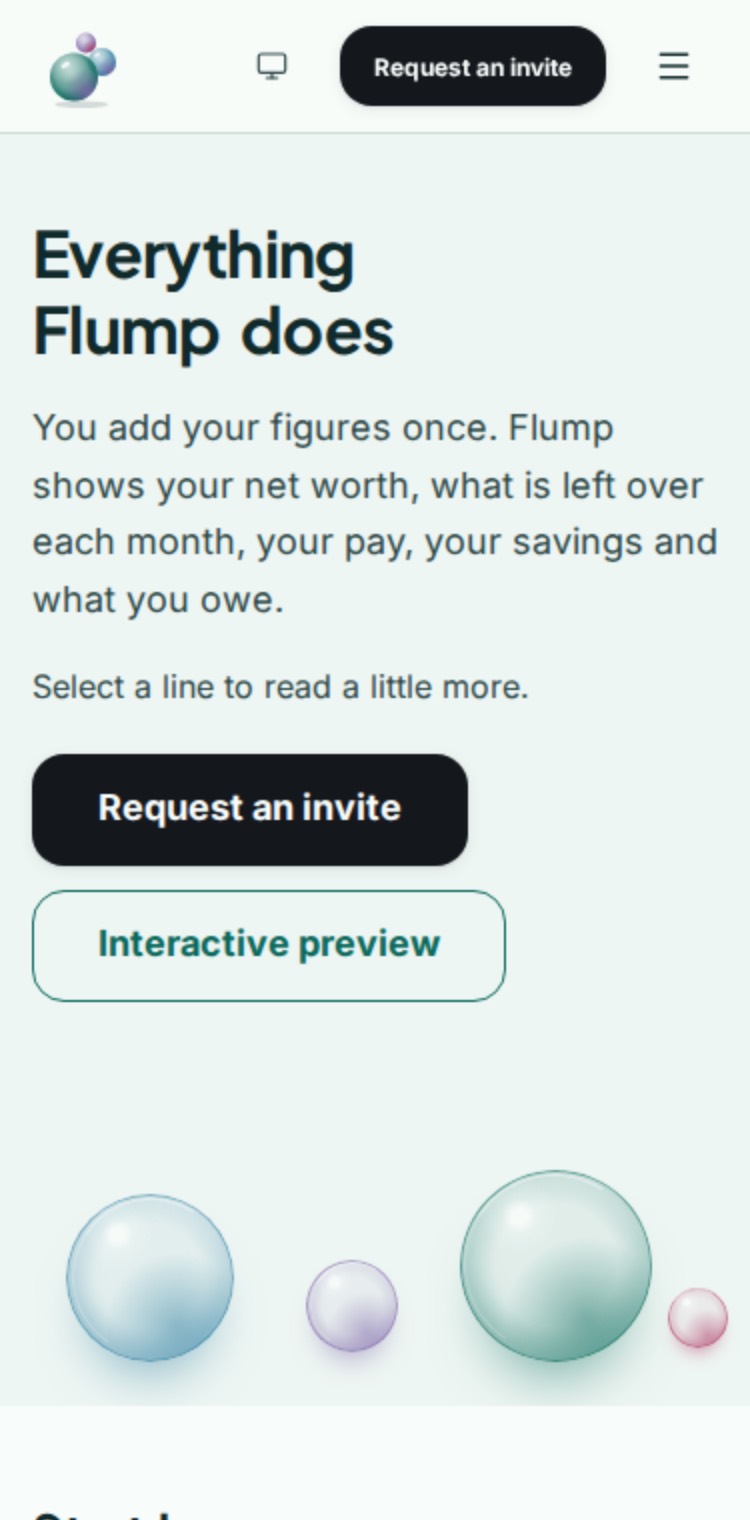 Request an invite
Everything
Flump does
You add your figures once. Flump
shows your net worth, what is left over
each month, your pay, your savings and
what you owe.
Select a line to read a little more.
Request an invite
Interactive preview